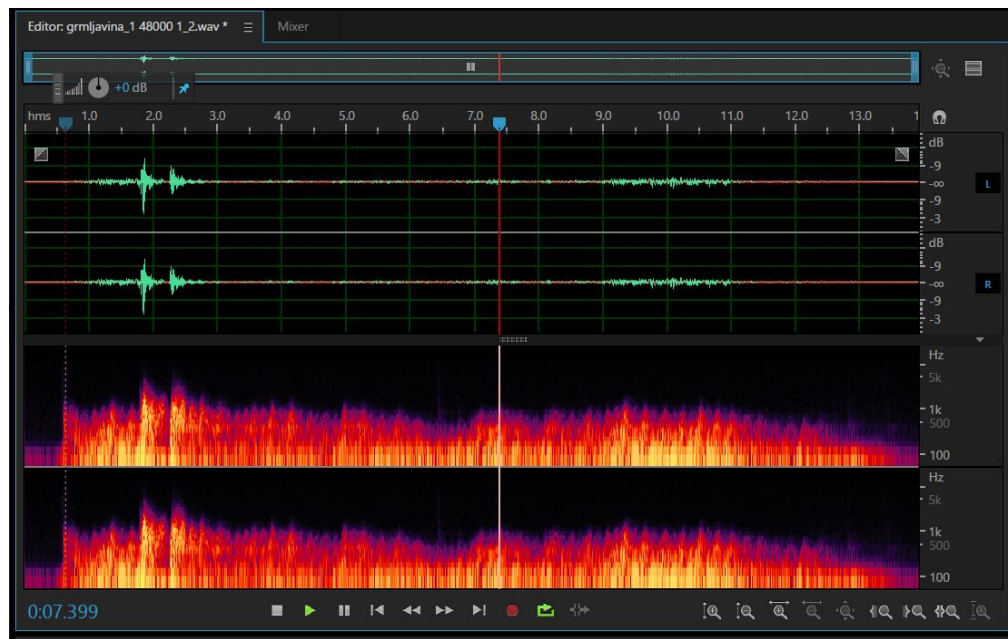 Editor: grmljavina_1 48000 1_2.wav * Mixer
+0 dB
hms 1.0 2.0 3.0 4.0 5.0 6.0 7.0 8.0 9.0 10.0 11.0 12.0 13.0 1
dB
-9
-∞ L
-9
-3
dB
-9
-∞ R
-9
-3
Hz
5k
1k
500
100
Hz
5k
1k
500
100
0:07.399